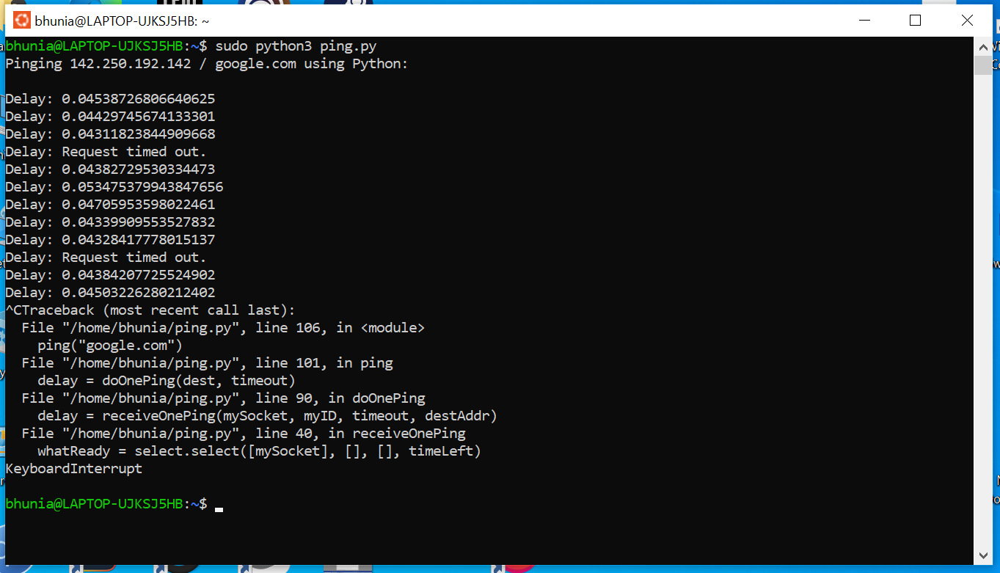 bhunia@LAPTOP-UJKSJ5HB: ~
bhunia@LAPTOP-UJKSJ5HB:~$ sudo python3 ping.py
Pinging 142.250.192.142 / google.com using Python:
Delay: 0.04538726806640625
Delay: 0.04429745674133301
Delay: 0.04311823844909668
Delay: Request timed out.
Delay: 0.04382729530334473
Delay: 0.053475379943847656
Delay: 0.04705953598022461
Delay: 0.04339909553527832
Delay: 0.04328417778015137
Delay: Request timed out.
Delay: 0.04384207725524902
Delay: 0.04503226280212402
^CTraceback (most recent call last):
  File "/home/bhunia/ping.py", line 106, in <module>
    ping("google.com")
  File "/home/bhunia/ping.py", line 101, in ping
    delay = doOnePing(dest, timeout)
  File "/home/bhunia/ping.py", line 90, in doOnePing
    delay = receiveOnePing(mySocket, myID, timeout, destAddr)
  File "/home/bhunia/ping.py", line 40, in receiveOnePing
    whatReady = select.select([mySocket], [], [], timeLeft)
KeyboardInterrupt
bhunia@LAPTOP-UJKSJ5HB:~$